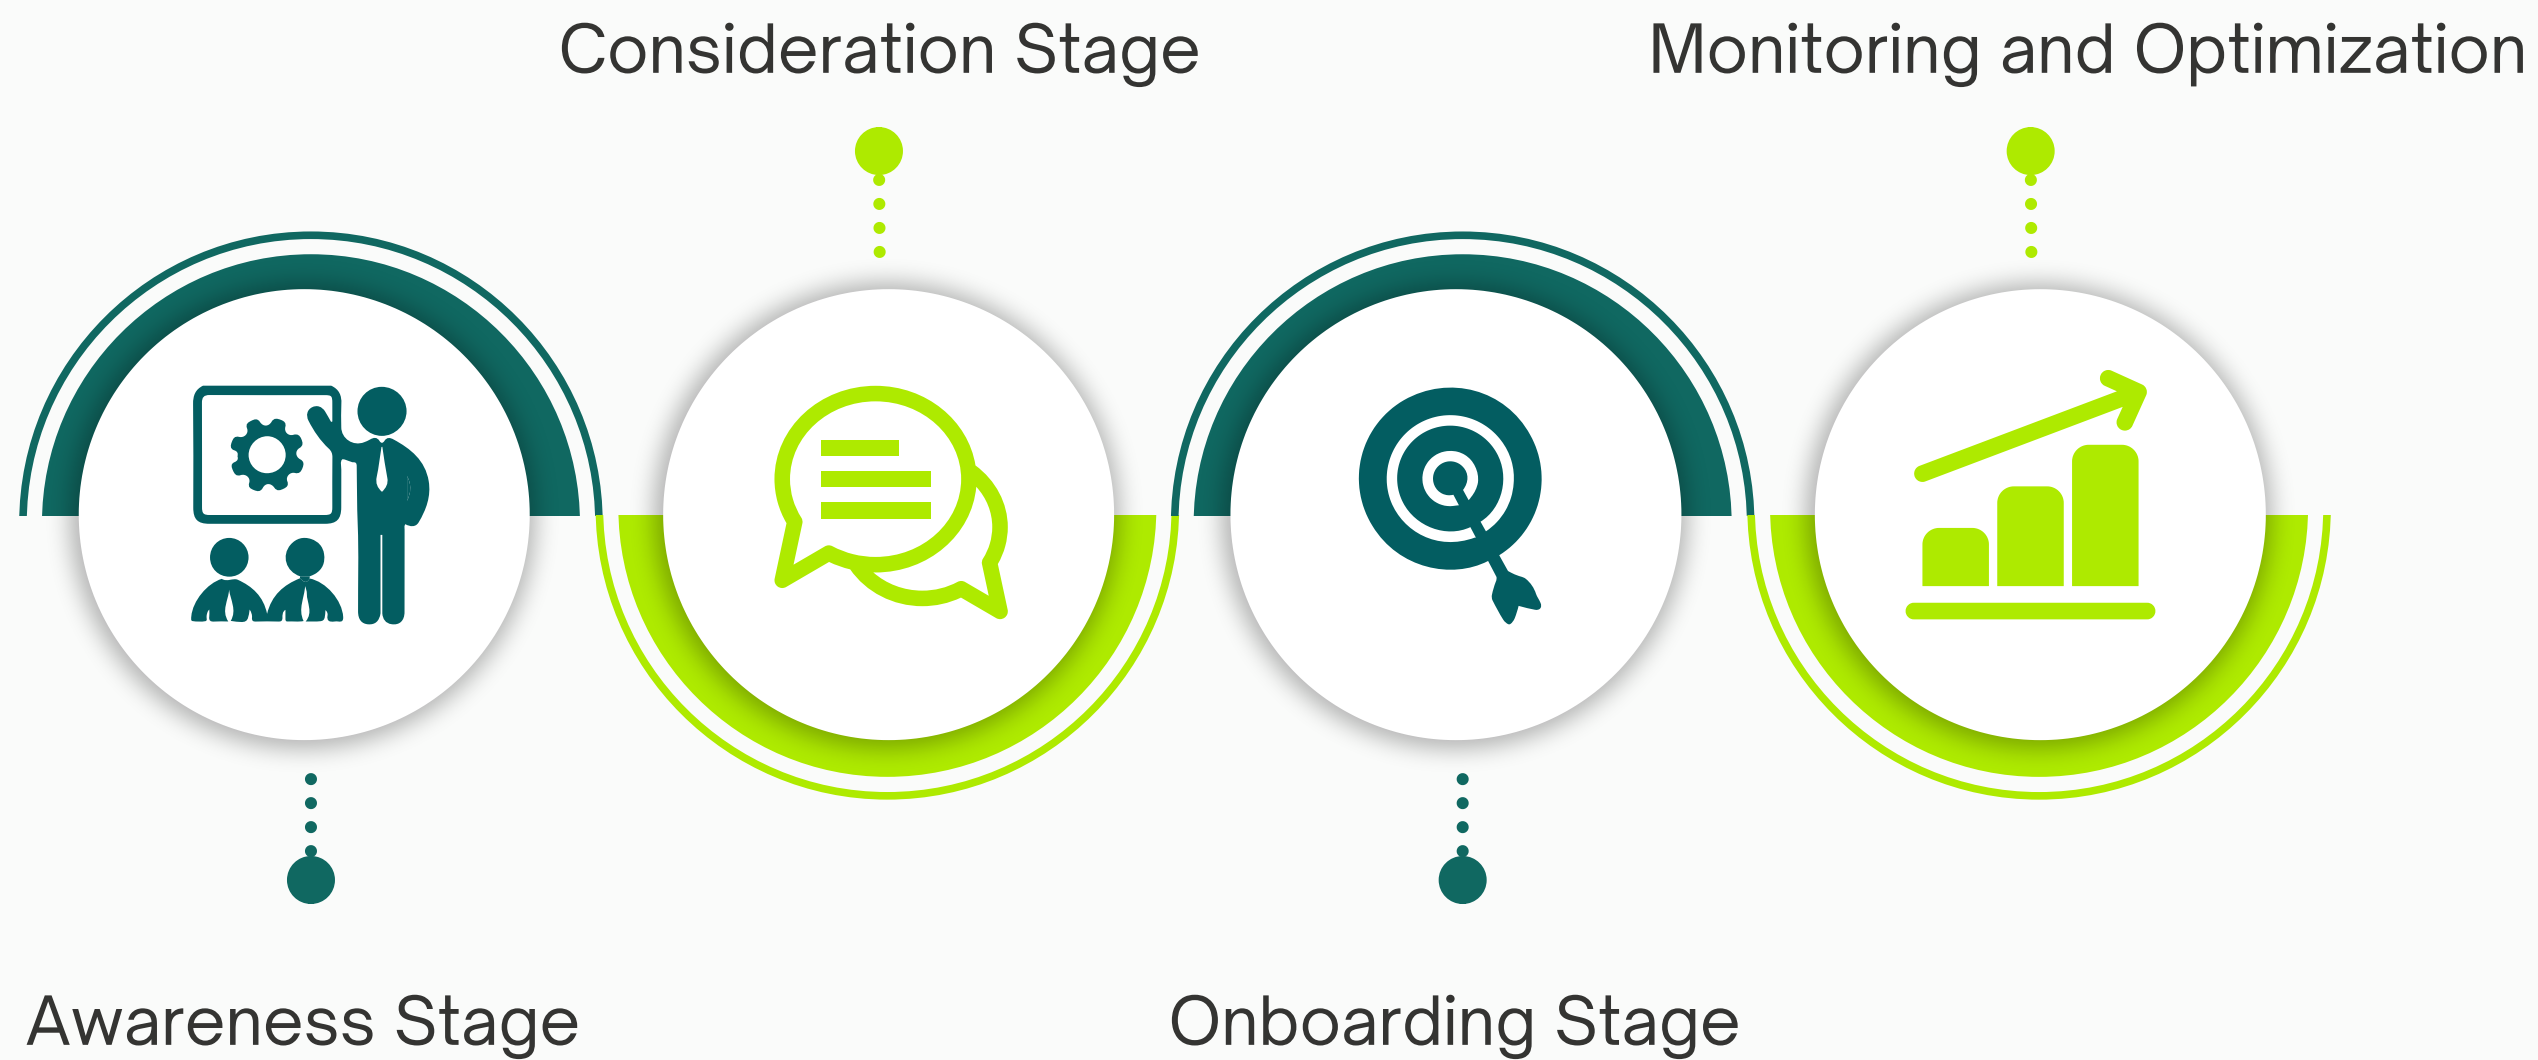 Consideration Stage
Monitoring and Optimization
Awareness Stage
Onboarding Stage